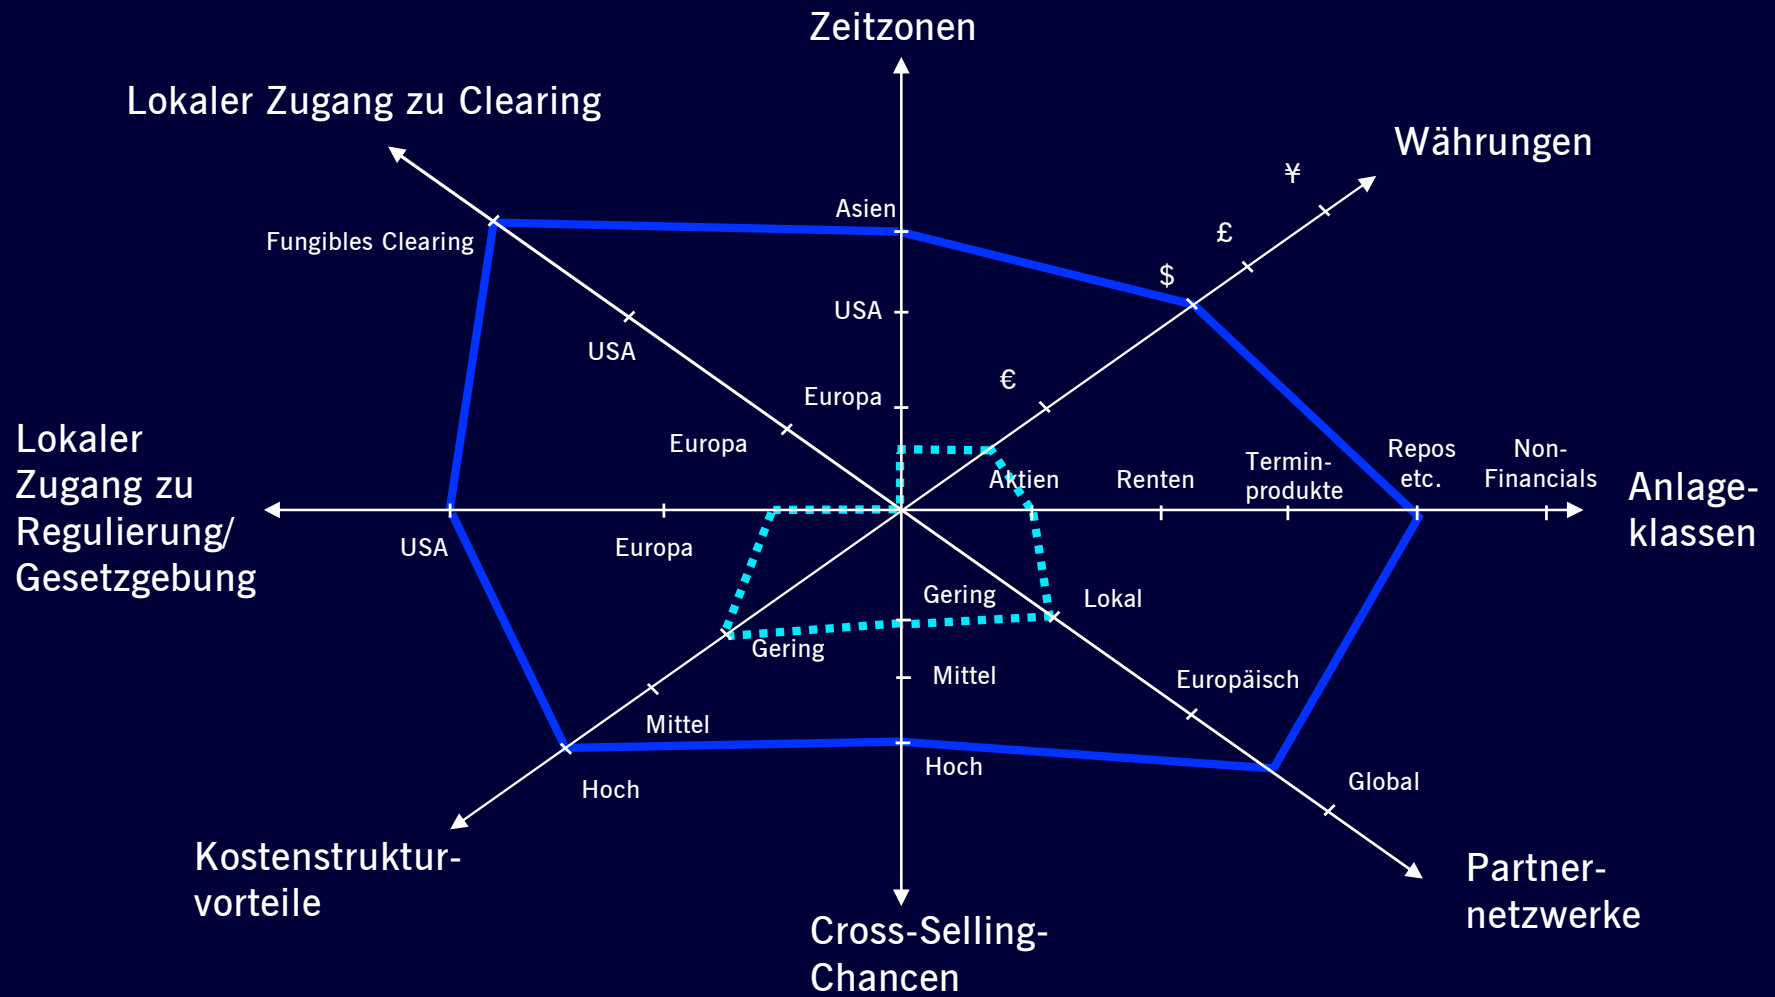 Zeitzonen
Lokaler Zugang zu Clearing
Währungen
¥
Asien
£
Fungibles Clearing
$
USA
USA
€
Europa
Europa
Lokaler
Zugang zu
Regulierung/
Gesetzgebung
Aktien
Renten
Termin-
produkte
Repos
etc.
Non-
Financials
Anlage-
klassen
USA
Europa
Gering
Lokal
Gering
Mittel
Europäisch
Mittel
Hoch
Hoch
Global
Kostenstruktur-
vorteile
Partner-
netzwerke
Cross-Selling-
Chancen